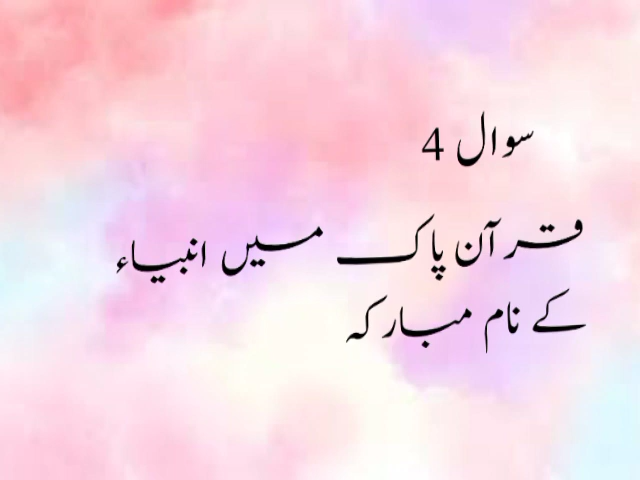 سوال 4
قرآن پاک میں انبیاء
کے نام مبارکہ